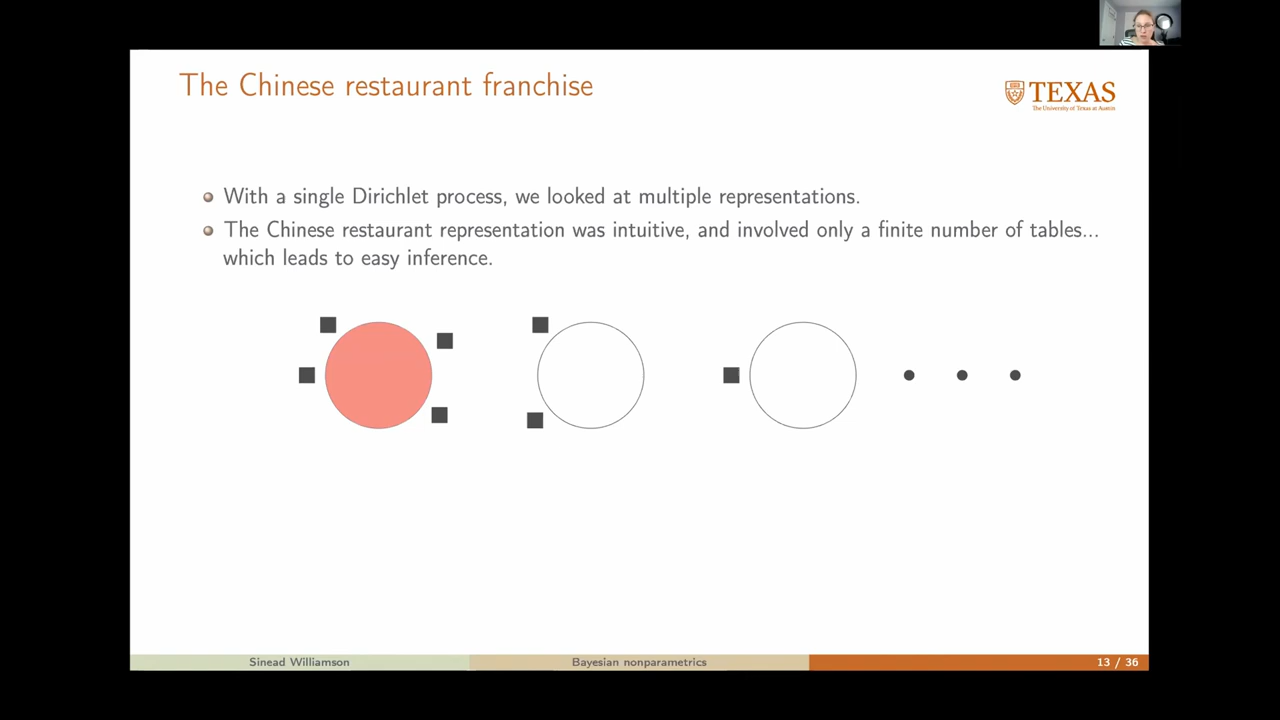 The Chinese restaurant franchise
TEXAS
The University of Texas at Austin
With a single Dirichlet process, we looked at multiple representations.
The Chinese restaurant representation was intuitive, and involved only a finite number of tables...
which leads to easy inference.
Sinead Williamson
Bayesian nonparametrics
13 / 36